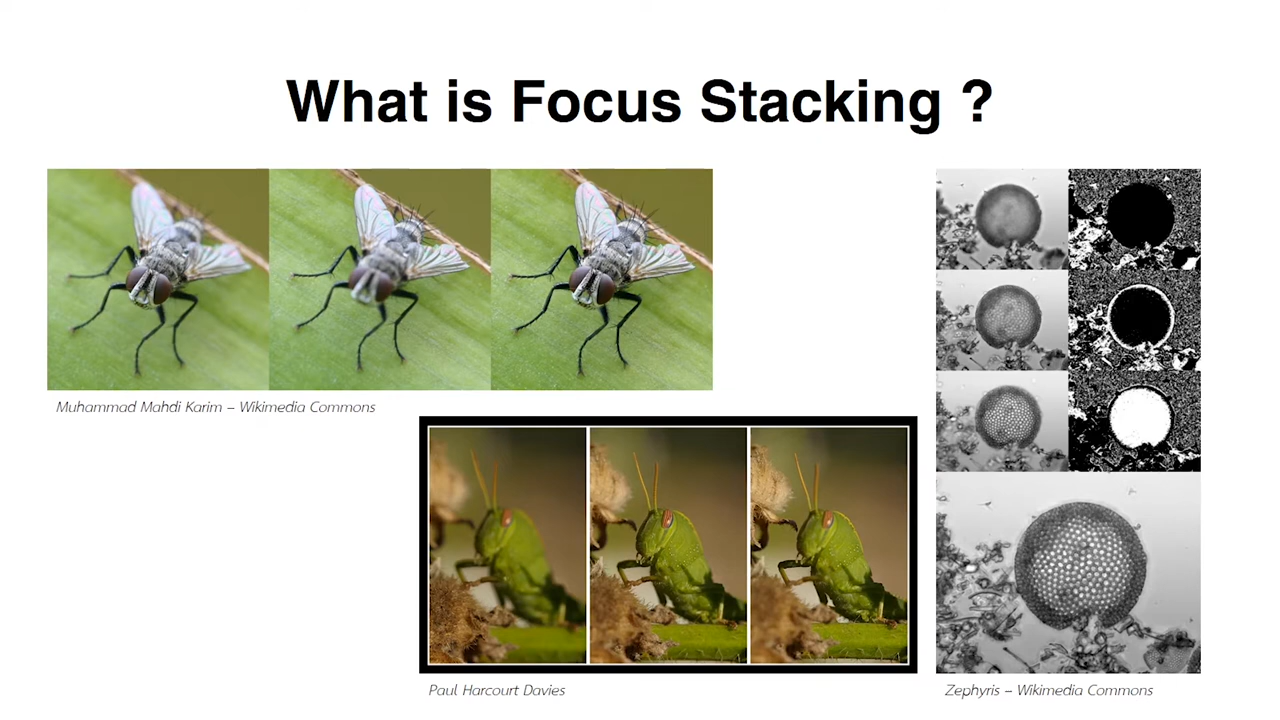 What is Focus Stacking ?
Muhammad Mahdi Karim – Wikimedia Commons
Paul Harcourt Davies
Zephyris – Wikimedia Commons